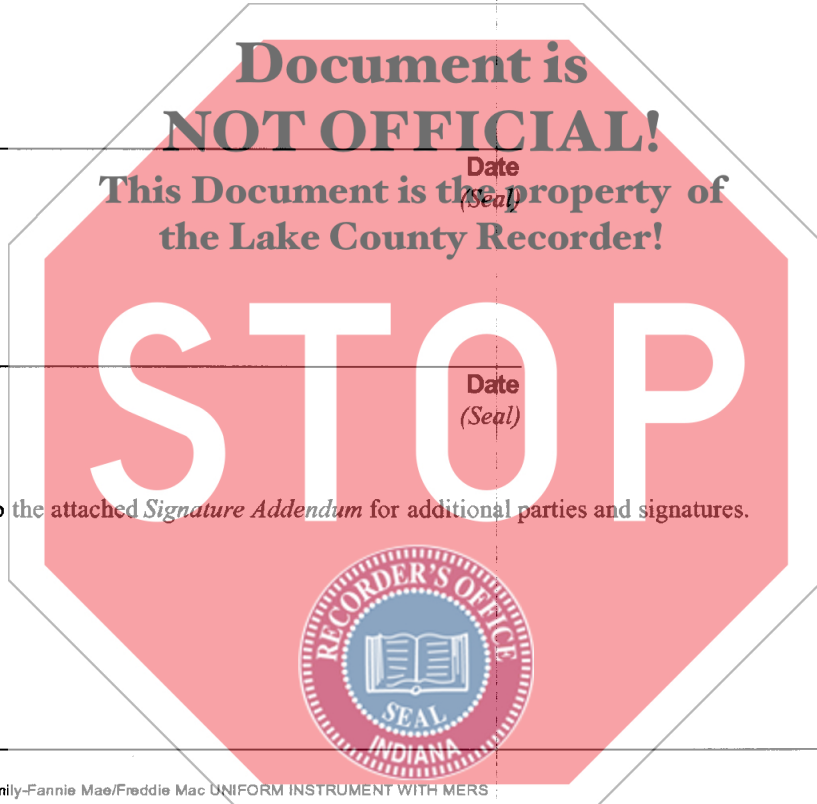 Document is
NOT OFFICIAL!
Date
This Document is the property of
(Seal)
the Lake County Recorder!
STOP
Date
(Seal)
the attached Signature Addendum for additional parties and signatures.
RECORDER'S OFFICE
SEAL
INDIANA
nily-Fannie Mae/Freddie Mac UNIFORM INSTRUMENT WITH MERS